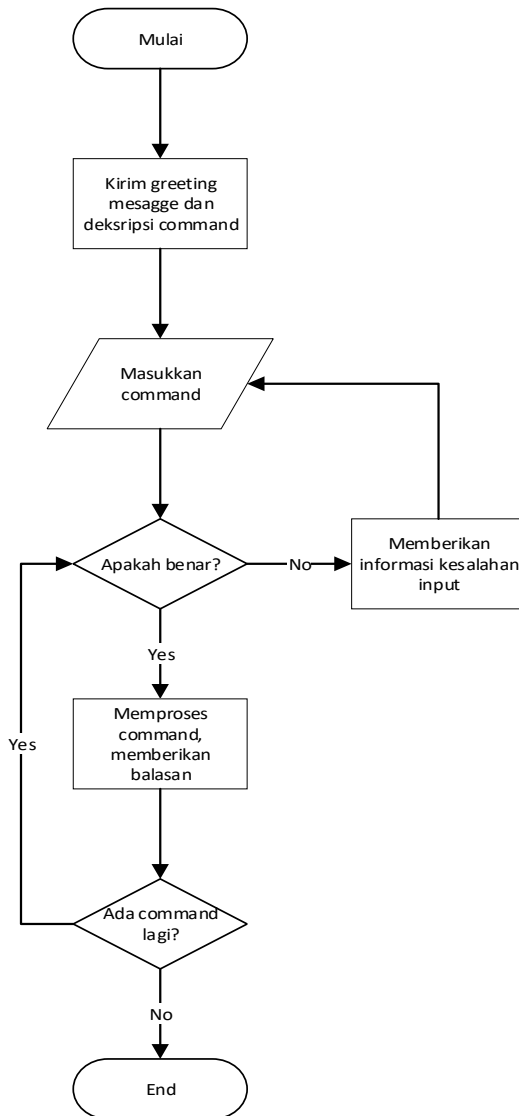 Mulai
Kirim greeting
mesagge dan
deksripsi command
Masukkan
command
Apakah benar?
No
Memberikan
informasi kesalahan
input
Yes
Memproses
command,
memberikan
balasan
Yes
Ada command
lagi?
No
End